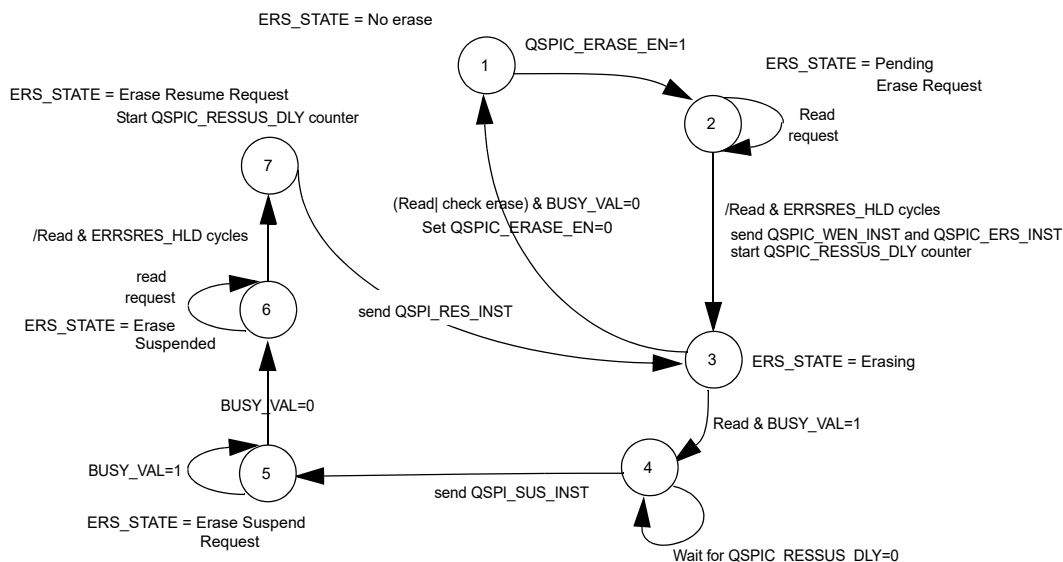 ERS_STATE = No erase
QSPIC_ERASE_EN=1
1
ERS_STATE = Pending
Erase Request
2
Read
request
ERS_STATE = Erase Resume Request
Start QSPIC_RESSUS_DLY counter
7
(Read| check erase) & BUSY_VAL=0
Set QSPIC_ERASE_EN=0
/Read & ERRSRES_HLD cycles
send QSPIC_WEN_INST and QSPIC_ERS_INST
start QSPIC_RESSUS_DLY counter
/Read & ERRSRES_HLD cycles
read
request
6
ERS_STATE = Erase
Suspended
send QSPI_RES_INST
3
ERS_STATE = Erasing
BUSY_VAL=0
Read & BUSY_VAL=1
BUSY_VAL=1
5
4
send QSPI_SUS_INST
ERS_STATE = Erase Suspend
Request
Wait for QSPIC_RESSUS_DLY=0